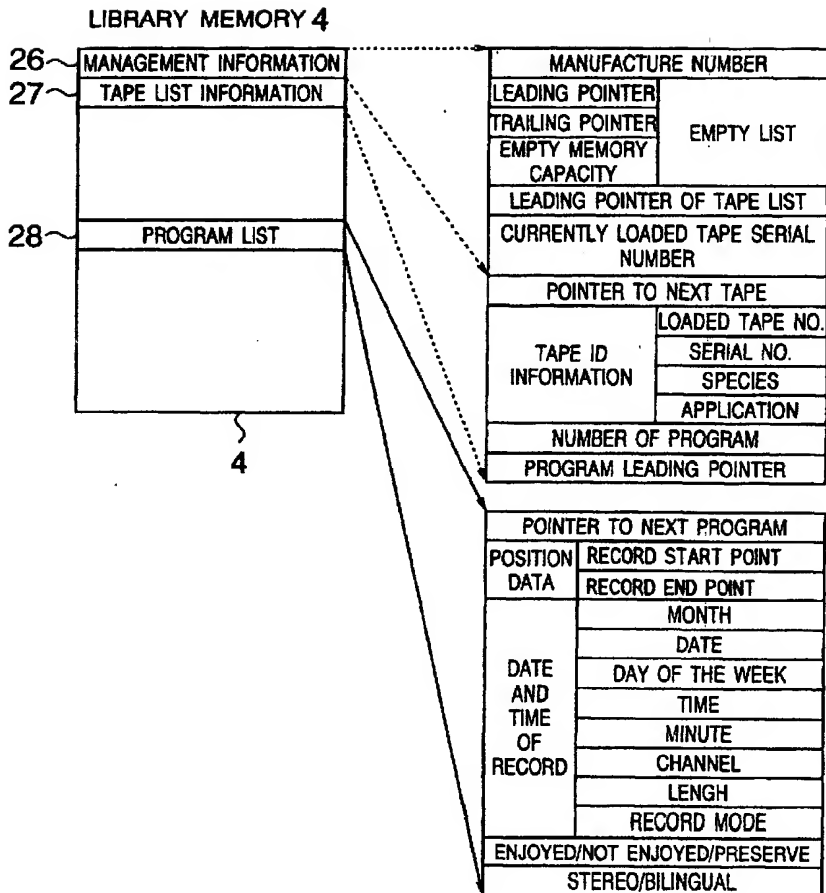 LIBRARY MEMORY 4
26
MANAGEMENT INFORMATION
27
TAPE LIST INFORMATION
28
PROGRAM LIST
4
MANUFACTURE NUMBER
LEADING POINTER
TRAILING POINTER
EMPTY MEMORY
CAPACITY
EMPTY LIST
LEADING POINTER OF TAPE LIST
CURRENTLY LOADED TAPE SERIAL
NUMBER
POINTER TO NEXT TAPE
TAPE ID
INFORMATION
LOADED TAPE NO.
SERIAL NO.
SPECIES
APPLICATION
NUMBER OF PROGRAM
PROGRAM LEADING POINTER
POINTER TO NEXT PROGRAM
POSITION
DATA
RECORD START POINT
RECORD END POINT
DATE
AND
TIME
OF
RECORD
MONTH
DATE
DAY OF THE WEEK
TIME
MINUTE
CHANNEL
LENGH
RECORD MODE
ENJOYED/NOT ENJOYED/PRESERVE
STEREO/BILINGUAL